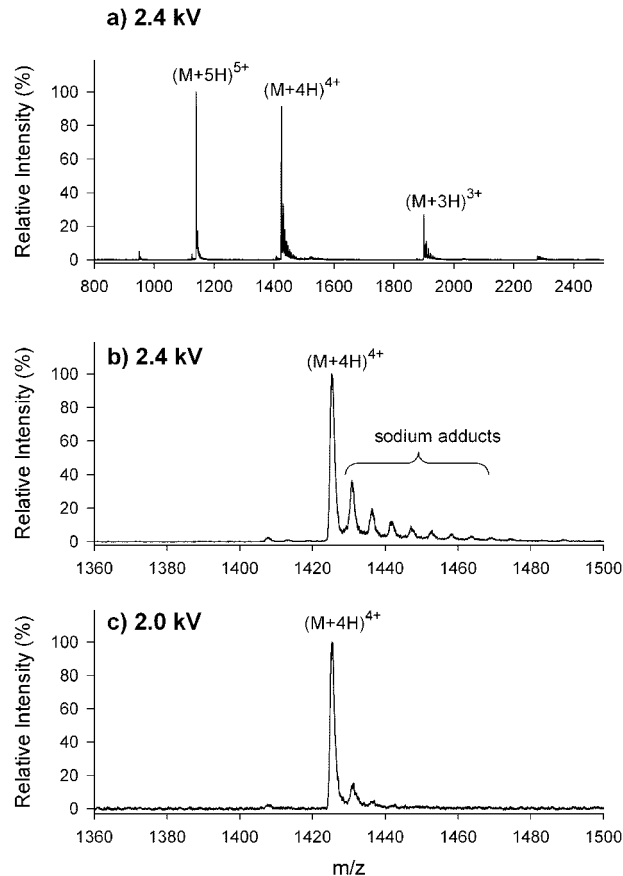 a) 2.4 kV
(M+5H)5+
(M+4H)4+
(M+3H)3+
Relative Intensity (%)
100
80
60
40
20
0
800 1000 1200 1400 1600 1800 2000 2200 2400
b) 2.4 kV
(M+4H)4+
sodium adducts
Relative Intensity (%)
100
80
60
40
20
0
1360 1380 1400 1420 1440 1460 1480 1500
c) 2.0 kV
(M+4H)4+
Relative Intensity (%)
100
80
60
40
20
0
1360 1380 1400 1420 1440 1460 1480 1500
m/z